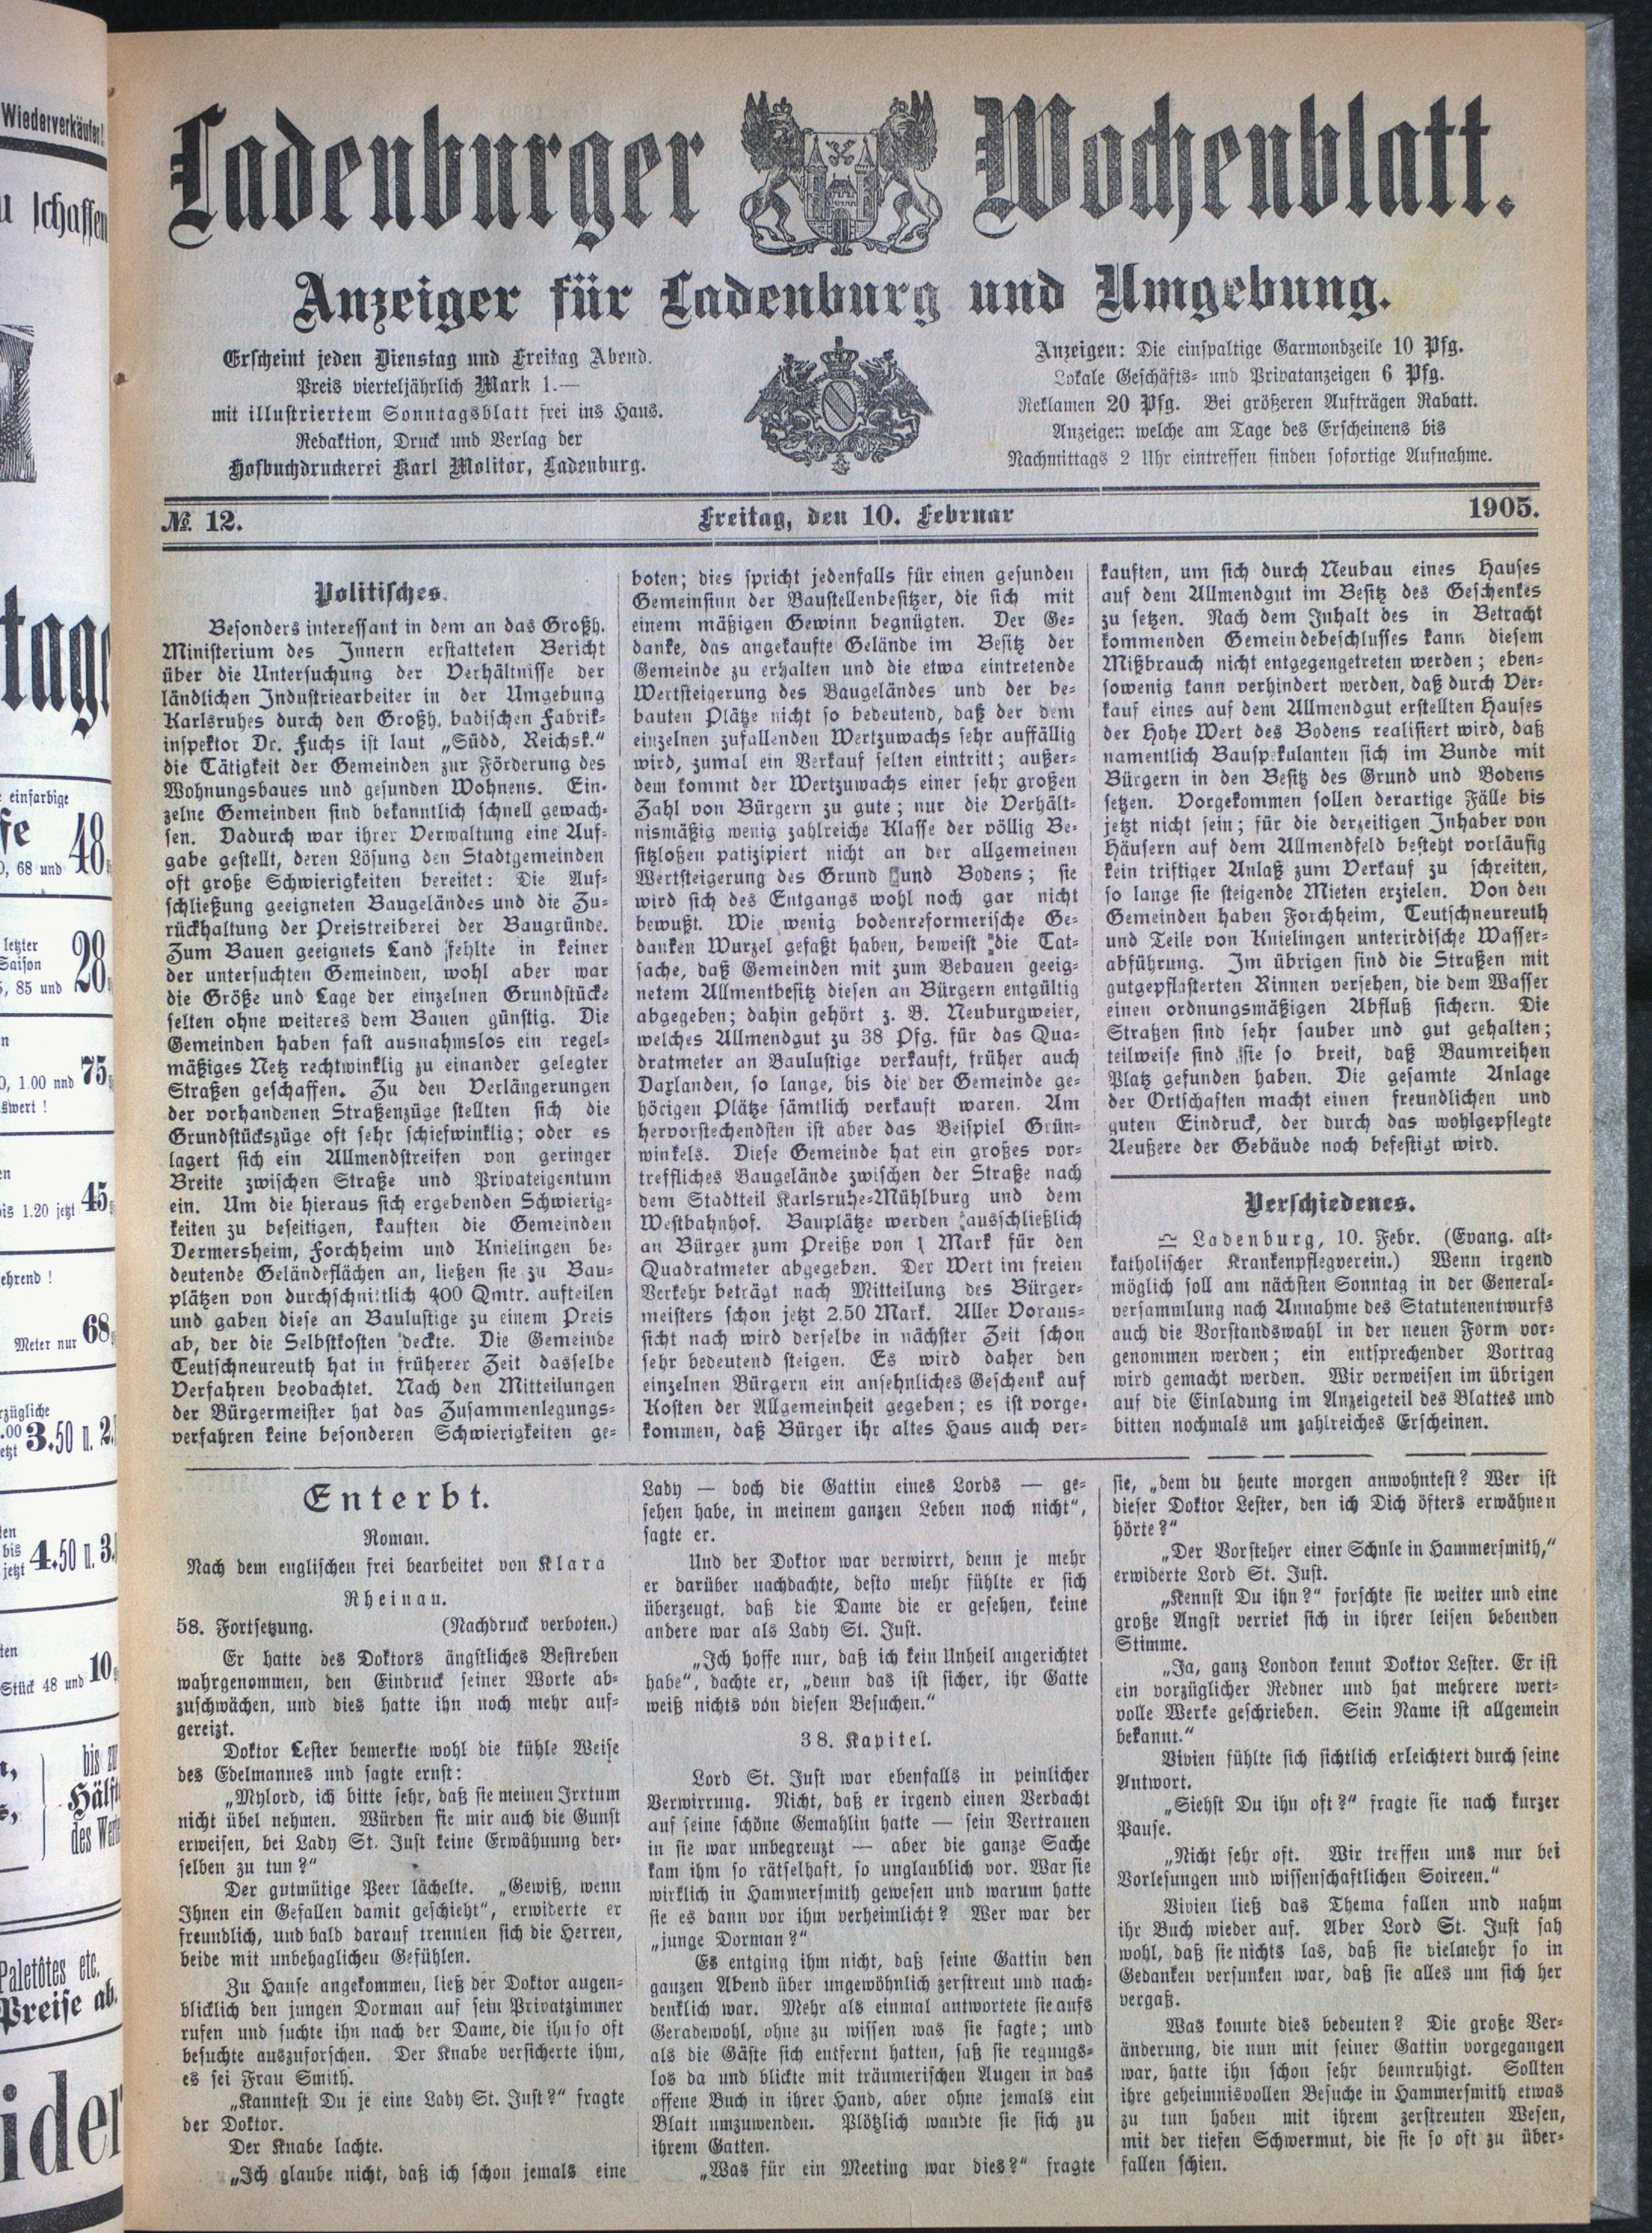 Wiederverkäufer!
schaffen
tag
einfarbige
fe
48
0, 68 und
letzter
Saison
28
5, 85 und
0, 1.00 nnd 75
swert !
bis 1.20 jetzt 45
ehrend !
Meter nur 68
rzügliche
.00
etzt 3.50 u. 2.
bis
jetzt 4.50 u. 3.
Stück 48 und 10
bis zu
Hälft
des Wert
Paletôtes etc.
Preise ab.
ider
Ladenburger Wochenblatt.
Anzeiger für Ladenburg und Umgebung.
Erscheint jeden Dienstag und Freitag Abend.
Preis vierteljährlich Mark 1.—
mit illustriertem Sonntagsblatt frei ins Haus.
Redaktion, Druck und Verlag der
Hofbuchdruckerei Karl Molitor, Ladenburg.
Anzeigen: Die einspaltige Garmondzeile 10 Pfg.
Lokale Geschäfts- und Privatanzeigen 6 Pfg.
Reklamen 20 Pfg. Bei größeren Aufträgen Rabatt.
Anzeigen welche am Tage des Erscheinens bis
Nachmittags 2 Uhr eintreffen finden sofortige Aufnahme.
№ 12. Freitag, den 10. Februar 1905.
Politisches.
Besonders interessant in dem an das Großh.
Ministerium des Innern erstatteten Bericht
über die Untersuchung der Verhältnisse der
ländlichen Industriearbeiter in der Umgebung
Karlsruhes durch den Großh. badischen Fabrik-
inspektor Dr. Fuchs ist laut „Südd, Reichsk.“
die Tätigkeit der Gemeinden zur Förderung des
Wohnungsbaues und gesunden Wohnens. Ein-
zelne Gemeinden sind bekanntlich schnell gewach-
sen. Dadurch war ihrer Verwaltung eine Auf-
gabe gestellt, deren Lösung den Stadtgemeinden
oft große Schwierigkeiten bereitet: Die Auf-
schließung geeigneten Baugeländes und die Zu-
rückhaltung der Preistreiberei der Baugründe.
Zum Bauen geeignets Land fehlte in keiner
der untersuchten Gemeinden, wohl aber war
die Größe und Lage der einzelnen Grundstücke
selten ohne weiteres dem Bauen günstig. Die
Gemeinden haben fast ausnahmslos ein regel-
mäßiges Netz rechtwinklig zu einander gelegter
Straßen geschaffen. Zu den Verlängerungen
der vorhandenen Straßenzüge stellten sich die
Grundstückszüge oft sehr schiefwinklig; oder es
lagert sich ein Allmendstreifen von geringer
Breite zwischen Straße und Privateigentum
ein. Um die hieraus sich ergebenden Schwierig-
keiten zu beseitigen, kauften die Gemeinden
Dermersheim, Forchheim und Knielingen be-
deutende Geländeflächen an, ließen sie zu Bau-
plätzen von durchschnittlich 400 Qmtr. aufteilen
und gaben diese an Baulustige zu einem Preis
ab, der die Selbstkosten deckte. Die Gemeinde
Teutschneureuth hat in früherer Zeit dasselbe
Verfahren beobachtet. Nach den Mitteilungen
der Bürgermeister hat das Zusammenlegungs-
verfahren keine besonderen Schwierigkeiten ge-
boten; dies spricht jedenfalls für einen gesunden
Gemeinsinn der Baustellenbesitzer, die sich mit
einem mäßigen Gewinn begnügten. Der Ge-
danke, das angekaufte Gelände im Besitz der
Gemeinde zu erhalten und die etwa eintretende
Wertsteigerung des Baugeländes und der be-
bauten Plätze nicht so bedeutend, daß der dem
einzelnen zufallenden Wertzuwachs sehr auffällig
wird, zumal ein Verkauf selten eintritt; außer-
dem kommt der Wertzuwachs einer sehr großen
Zahl von Bürgern zu gute; nur die Verhält-
nismäßig wenig zahlreiche Klasse der völlig Be-
sitzloßen patizipiert nicht an der allgemeinen
Wertsteigerung des Grund und Bodens; sie
wird sich des Entgangs wohl noch gar nicht
bewußt. Wie wenig bodenreformerische Ge-
danken Wurzel gefaßt haben, beweist die Tat-
sache, daß Gemeinden mit zum Bebauen geeig-
netem Allmentbesitz diesen an Bürgern entgültig
abgegeben; dahin gehört z. B. Neuburgweier,
welches Allmendgut zu 38 Pfg. für das Qua-
dratmeter an Baulustige verkauft, früher auch
Daxlanden, so lange, bis die der Gemeinde ge-
hörigen Plätze sämtlich verkauft waren. Am
hervorstechendsten ist aber das Beispiel Grün-
winkels. Diese Gemeinde hat ein großes vor-
treffliches Baugelände zwischen der Straße nach
dem Stadtteil Karlsruhe-Mühlburg und dem
Westbahnhof. Bauplätze werden ausschließlich
an Bürger zum Preiße von 1 Mark für den
Quadratmeter abgegeben. Der Wert im freien
Verkehr beträgt nach Mitteilung des Bürger-
meisters schon jetzt 2.50 Mark. Aller Voraus-
sicht nach wird derselbe in nächster Zeit schon
sehr bedeutend steigen. Es wird daher den
einzelnen Bürgern ein ansehnliches Geschenk auf
Kosten der Allgemeinheit gegeben; es ist vorge-
kommen, daß Bürger ihr altes Haus auch ver-
kauften, um sich durch Neubau eines Hauses
auf dem Allmendgut im Besitz des Geschenkes
zu setzen. Nach dem Inhalt des in Betracht
kommenden Gemeindebeschlusses kann diesem
Mißbrauch nicht entgegengetreten werden; eben-
sowenig kann verhindert werden, daß durch Ver-
kauf eines auf dem Allmendgut erstellten Hauses
der Hohe Wert des Bodens realisiert wird, daß
namentlich Bauspekulanten sich im Bunde mit
Bürgern in den Besitz des Grund und Bodens
setzen. Vorgekommen sollen derartige Fälle bis
jetzt nicht sein; für die derzeitigen Inhaber von
Häusern auf dem Allmendfeld besteht vorläufig
kein triftiger Anlaß zum Verkauf zu schreiten,
so lange sie steigende Mieten erzielen. Von den
Gemeinden haben Forchheim, Teutschneureuth
und Teile von Knielingen unterirdische Wasser-
abführung. Im übrigen sind die Straßen mit
gutgepflasterten Rinnen versehen, die dem Wasser
einen ordnungsmäßigen Abfluß sichern. Die
Straßen sind sehr sauber und gut gehalten;
teilweise sind sie so breit, daß Baumreihen
Platz gefunden haben. Die gesamte Anlage
der Ortschaften macht einen freundlichen und
guten Eindruck, der durch das wohlgepflegte
Aeußere der Gebäude noch befestigt wird.
Verschiedenes.
Ladenburg, 10. Febr. (Evang. alt-
katholischer Krankenpflegverein.) Wenn irgend
möglich soll am nächsten Sonntag in der General-
versammlung nach Annahme des Statutenentwurfs
auch die Vorstandswahl in der neuen Form vor-
genommen werden; ein entsprechender Vortrag
wird gemacht werden. Wir verweisen im übrigen
auf die Einladung im Anzeigeteil des Blattes und
bitten nochmals um zahlreiches Erscheinen.
Enterbt.
Roman.
Nach dem englischen frei bearbeitet von Klara
Rheinau.
58. Fortsetzung. (Nachdruck verboten.)
Er hatte des Doktors ängstliches Bestreben
wahrgenommen, den Eindruck seiner Worte ab-
zuschwächen, und dies hatte ihn noch mehr auf-
gereizt.
Doktor Lester bemerkte wohl die kühle Weise
des Edelmannes und sagte ernst:
„Mylord, ich bitte sehr, daß sie meinen Irrtum
nicht übel nehmen. Würden sie mir auch die Gunst
erweisen, bei Lady St. Just keine Erwähnung der-
selben zu tun?“
Der gutmütige Peer lächelte. „Gewiß, wenn
Ihnen ein Gefallen damit geschieht“, erwiderte er
freundlich, und bald darauf trennlen sich die Herren,
beide mit unbehaglichen Gefühlen.
Zu Hause angekommen, ließ der Doktor augen-
blicklich den jungen Dorman auf sein Privatzimmer
rufen und suchte ihn nach der Dame, die ihn so oft
besuchte auszuforschen. Der Knabe versicherte ihm,
es sei Frau Smith.
„Kanntest Du je eine Lady St. Just?“ fragte
der Doktor.
Der Knabe lachte.
„Ich glaube nicht, daß ich schon jemals eine
Lady — doch die Gattin eines Lords — ge-
sehen habe, in meinem ganzen Leben noch nicht“,
sagte er.
Und der Doktor war verwirrt, denn je mehr
er darüber nachdachte, desto mehr fühlte er sich
überzeugt, daß die Dame die er gesehen, keine
andere war als Lady St. Just.
„Ich hoffe nur, daß ich kein Unheil angerichtet
habe“, dachte er, „denn das ist sicher, ihr Gatte
weiß nichts von diesen Besuchen.“
38. Kapitel.
Lord St. Just war ebenfalls in peinlicher
Verwirrung. Nicht, daß er irgend einen Verdacht
auf seine schöne Gemahlin hatte — sein Vertrauen
in sie war unbegrenzt — aber die ganze Sache
kam ihm so rätselhaft, so unglaublich vor. War sie
wirklich in Hammersmith gewesen und warum hatte
sie es dann vor ihm verheimlicht? Wer war der
„junge Dorman?“
Es entging ihm nicht, daß seine Gattin den
ganzen Abend über ungewöhnlich zerstreut und nach-
denklich war. Mehr als einmal antwortete sie aufs
Geradewohl, ohne zu wissen was sie sagte; und
als die Gäste sich entfernt hatten, saß sie regungs-
los da und blickte mit träumerischen Augen in das
offene Buch in ihrer Hand, aber ohne jemals ein
Blatt umzuwenden. Plötzlich wandte sie sich zu
ihrem Gatten.
„Was für ein Meeting war dies?“ fragte
sie, „dem du heute morgen anwohntest? Wer ist
dieser Doktor Lester, den ich Dich öfters erwähnen
hörte?“
„Der Vorsteher einer Schnle in Hammersmith,“
erwiderte Lord St. Just.
„Kennst Du ihn?“ forschte sie weiter und eine
große Angst verriet sich in ihrer leisen bebenden
Stimme.
„Ja, ganz London kennt Doktor Lester. Er ist
ein vorzüglicher Redner und hat mehrere wert-
volle Werke geschrieben. Sein Name ist allgemein
bekannt.“
Vivien fühlte sich sichtlich erleichtert durch seine
Antwort.
„Siehst Du ihn oft?“ fragte sie nach kurzer
Pause.
„Nicht sehr oft. Wir treffen uns nur bei
Vorlesungen und wissenschaftlichen Soireen.“
Vivien ließ das Thema fallen und nahm
ihr Buch wieder auf. Aber Lord St. Just sah
wohl, daß sie nichts las, daß sie vielmehr so in
Gedanken versunken war, daß sie alles um sich her
vergaß.
Was konnte dies bedeuten? Die große Ver-
änderung, die nun mit seiner Gattin vorgegangen
war, hatte ihn schon sehr beunruhigt. Sollten
ihre geheimnisvollen Besuche in Hammersmith etwas
zu tun haben mit ihrem zerstreuten Wesen,
mit der tiefen Schwermut, die sie so oft zu über-
fallen schien.